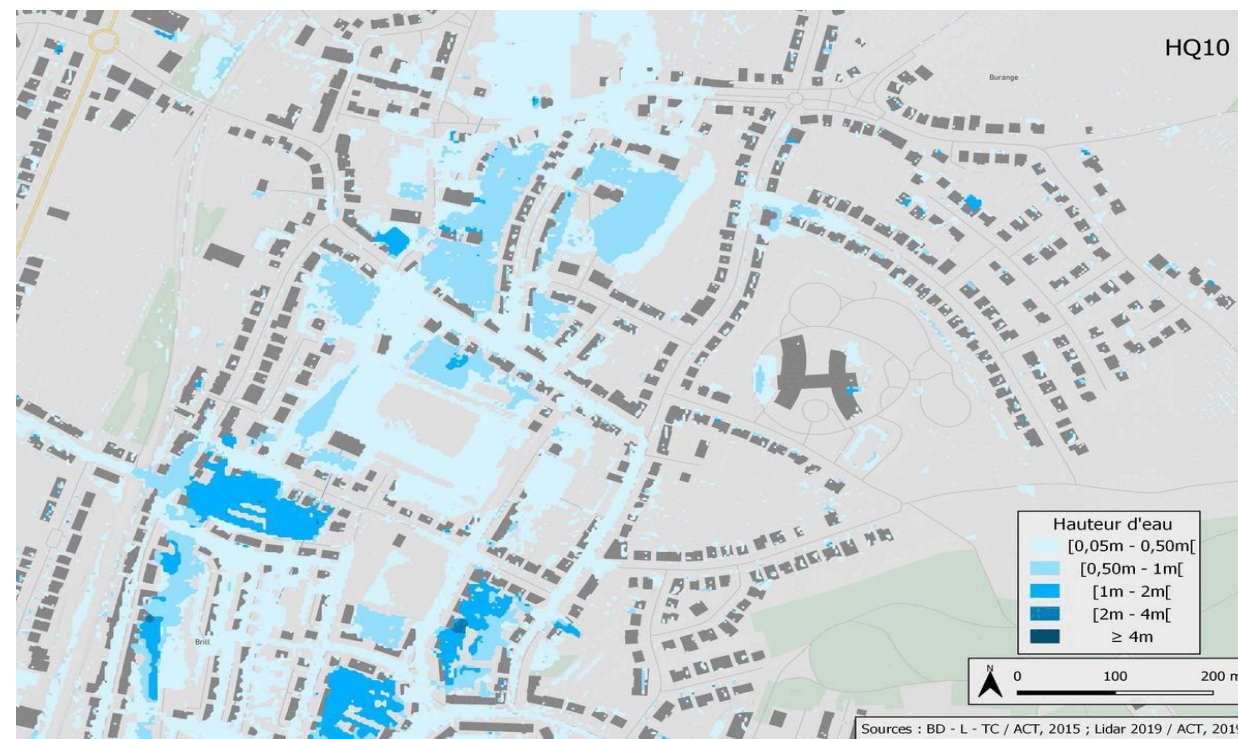 HQ10
Burange
Brill
Hauteur d'eau
[0,05m - 0,50m[
[0,50m - 1m[
[1m - 2m[
[2m - 4m[
≥ 4m
N
0 100 200 m
Sources : BD - L - TC / ACT, 2015 ; Lidar 2019 / ACT, 2019